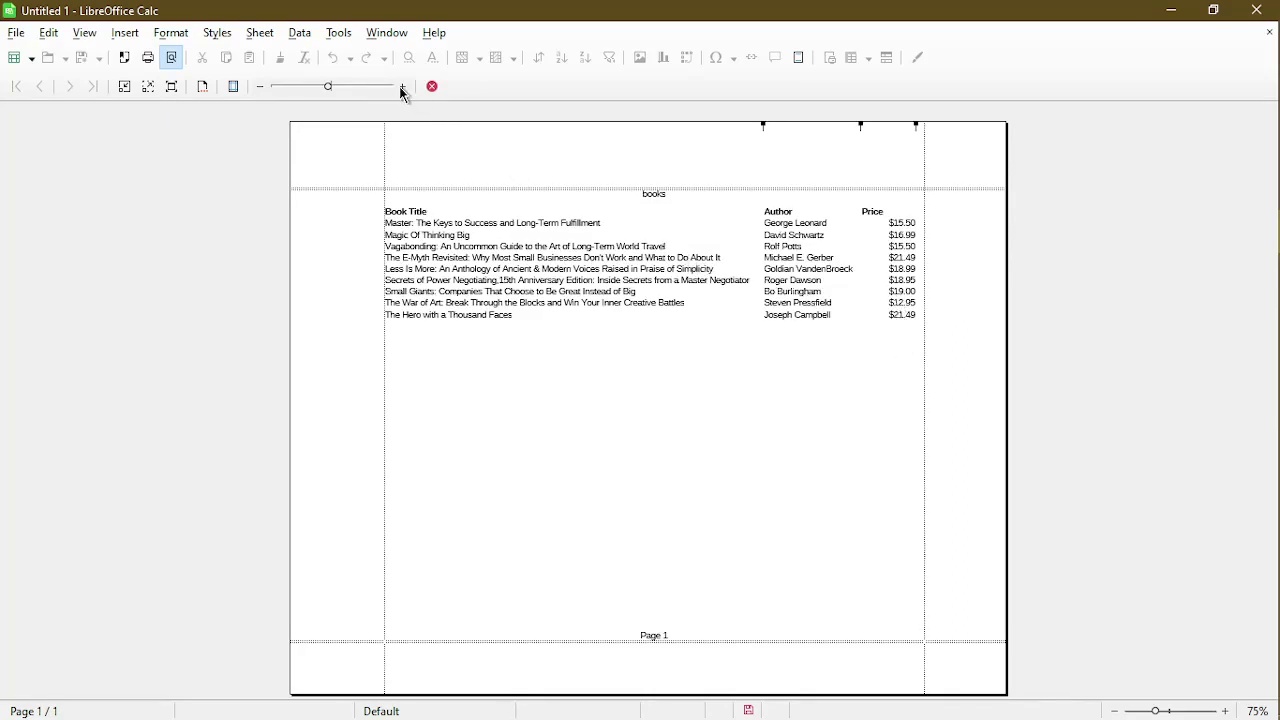 Untitled 1 - LibreOffice Calc
File Edit View Insert Format Styles Sheet Data Tools Window Help
books
Book Title Author Price
Master: The Keys to Success and Long-Term Fulfillment George Leonard $15.50
Magic Of Thinking Big David Schwartz $16.99
Vagabonding: An Uncommon Guide to the Art of Long-Term World Travel Rolf Potts $15.50
The E-Myth Revisited: Why Most Small Businesses Don't Work and What to Do About It Michael E. Gerber $21.49
Less Is More: An Anthology of Ancient & Modern Voices Raised in Praise of Simplicity Goldian VandenBroeck $18.99
Secrets of Power Negotiating,15th Anniversary Edition: Inside Secrets from a Master Negotiator Roger Dawson $18.95
Small Giants: Companies That Choose to Be Great Instead of Big Bo Burlingham $19.00
The War of Art: Break Through the Blocks and Win Your Inner Creative Battles Steven Pressfield $12.95
The Hero with a Thousand Faces Joseph Campbell $21.49
Page 1
Page 1 / 1 Default 75%